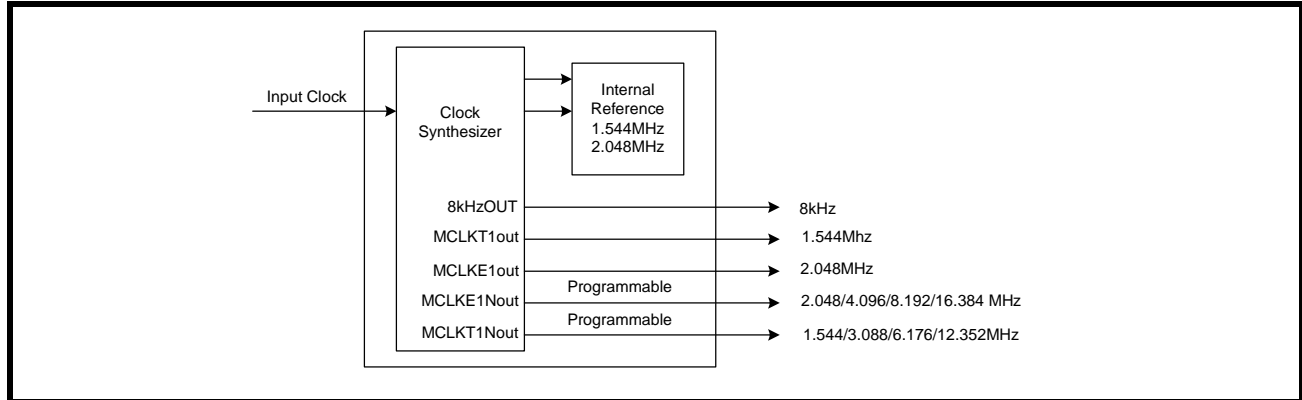 Input Clock
Clock
Synthesizer
Internal
Reference
1.544MHz
2.048MHz
8kHzOUT
8kHz
MCLKT1out
1.544Mhz
MCLKE1out
2.048MHz
Programmable
MCLKE1Nout
2.048/4.096/8.192/16.384 MHz
Programmable
MCLKT1Nout
1.544/3.088/6.176/12.352MHz